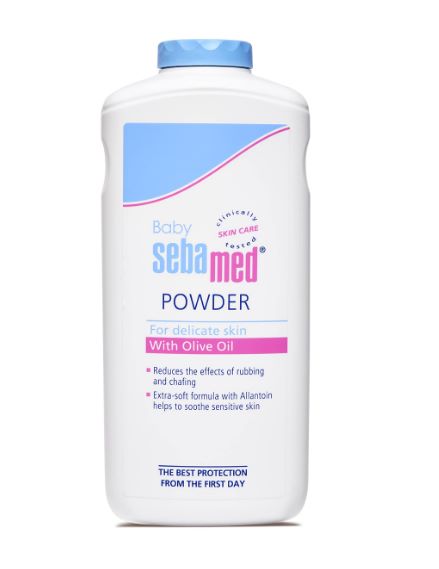 Baby
clinically
SKIN CARE
tested
sebamed®
POWDER
For delicate skin
With Olive Oil
▪ Reduces the effects of rubbing
and chafing
▪ Extra-soft formula with Allantoin
helps to soothe sensitive skin
THE BEST PROTECTION
FROM THE FIRST DAY